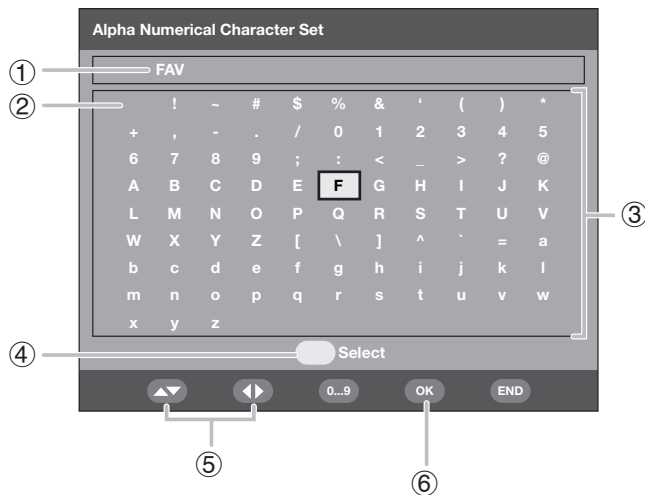 Alpha Numerical Character Set
① FAV
② ! ~ # $ % & ‘ ( ) *
+ , - . / 0 1 2 3 4 5
6 7 8 9 ; : < _ > ? @
A B C D E F G H I J K
L M N O P Q R S T U V
③
W X Y Z [ \ ] ^ ` = a
b c d e f g h i j k l
m n o p q r s t u v w
x y z
④ Select
0...9 OK END
⑤ ⑥